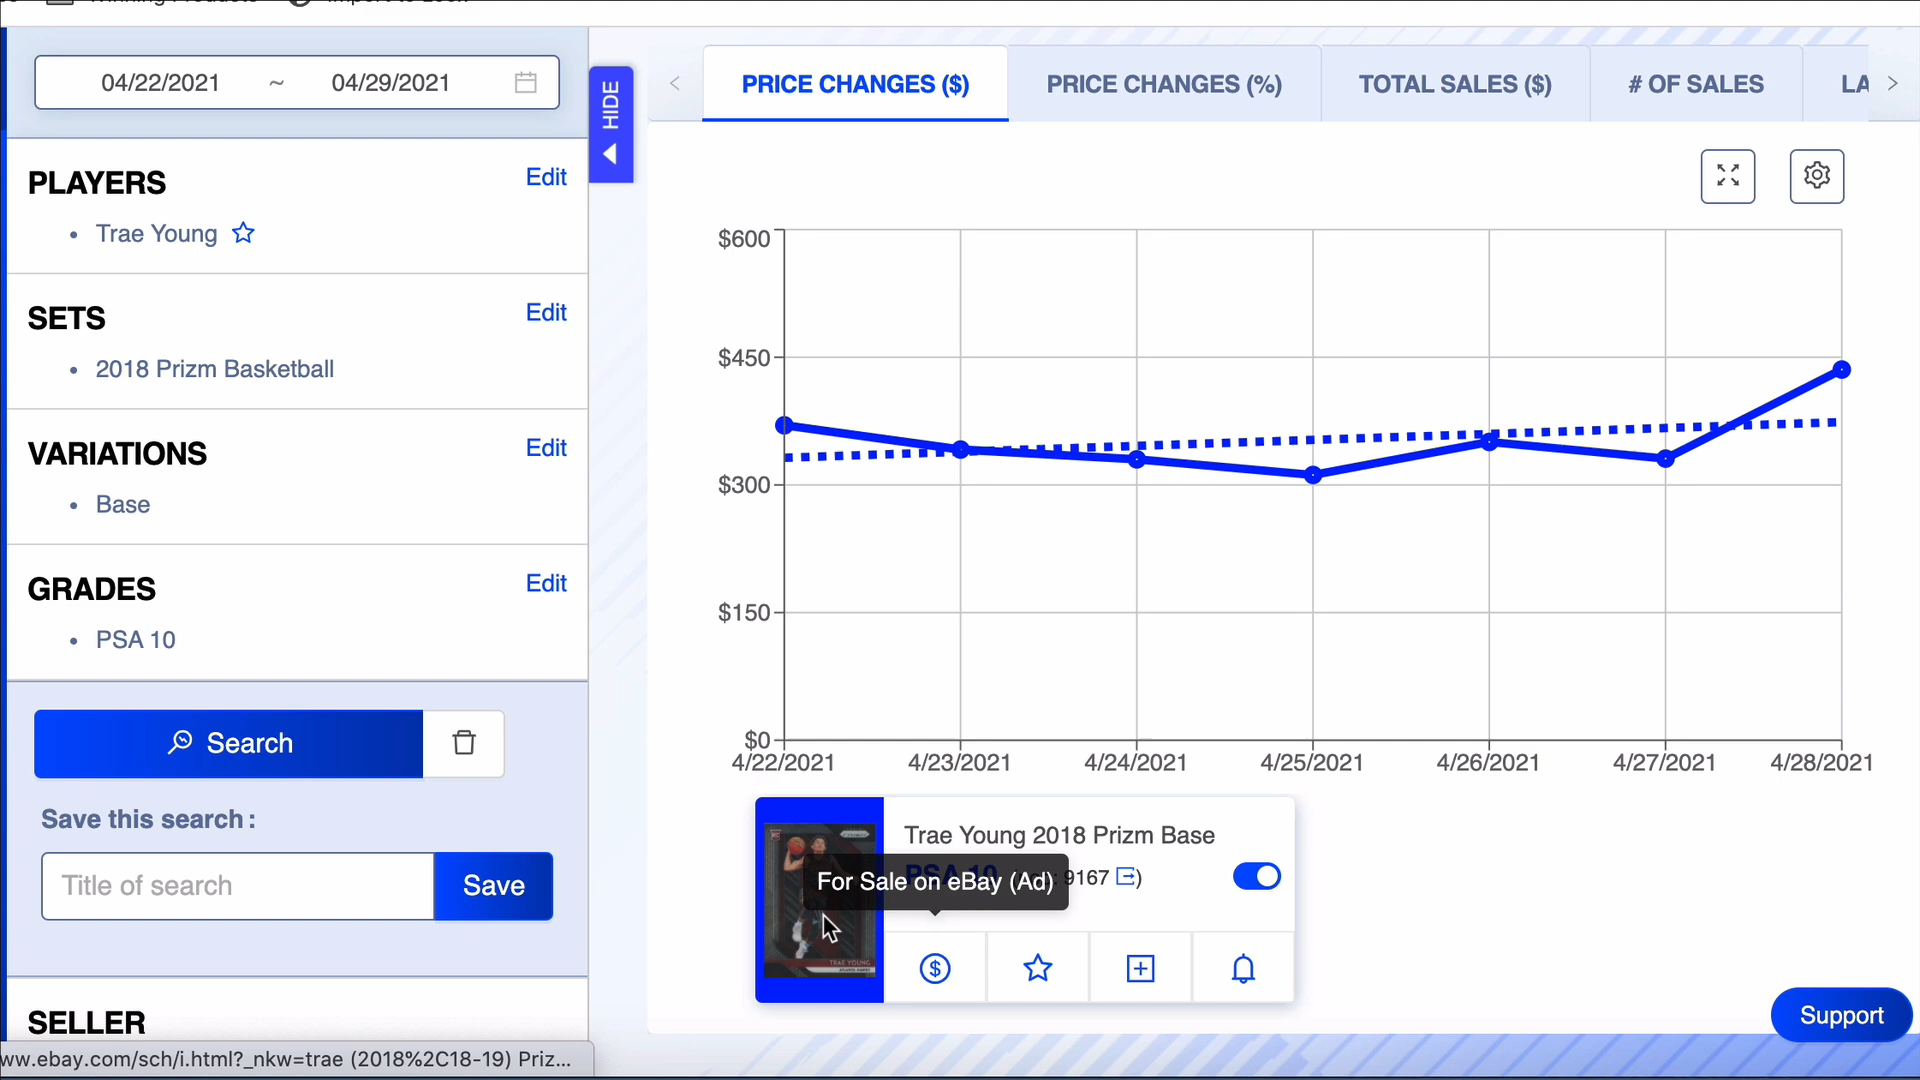 04/22/2021 ~ 04/29/2021
PLAYERS
Edit
• Trae Young
SETS
Edit
• 2018 Prizm Basketball
VARIATIONS
Edit
• Base
GRADES
Edit
• PSA 10
Search
Save this search :
Title of search
Save
SELLER
ww.ebay.com/sch/i.html?_nkw=trae (2018%2C18-19) Priz...
HIDE
PRICE CHANGES ($)
PRICE CHANGES (%)
TOTAL SALES ($)
# OF SALES
LA
$600
$450
$300
$150
$0
4/22/2021
4/23/2021
4/24/2021
4/25/2021
4/26/2021
4/27/2021
4/28/2021
Trae Young 2018 Prizm Base
PSA 10
9167 )
For Sale on eBay (Ad)
TRAE YOUNG
Support